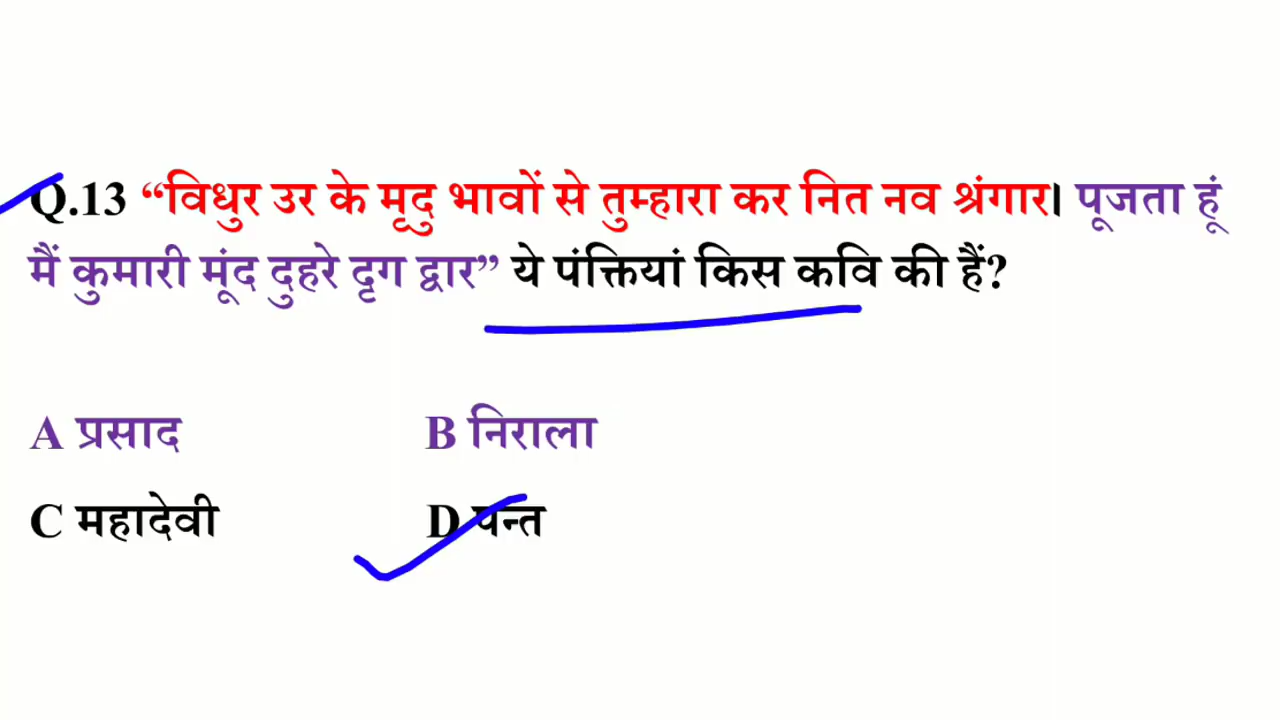 Q.13 “विधुर उर के मृदु भावों से तुम्हारा कर नित नव श्रंगार। पूजता हूं
मैं कुमारी मूंद दुहरे दृग द्वार” ये पंक्तियां किस कवि की हैं?
A प्रसाद B निराला
C महादेवी D पन्त